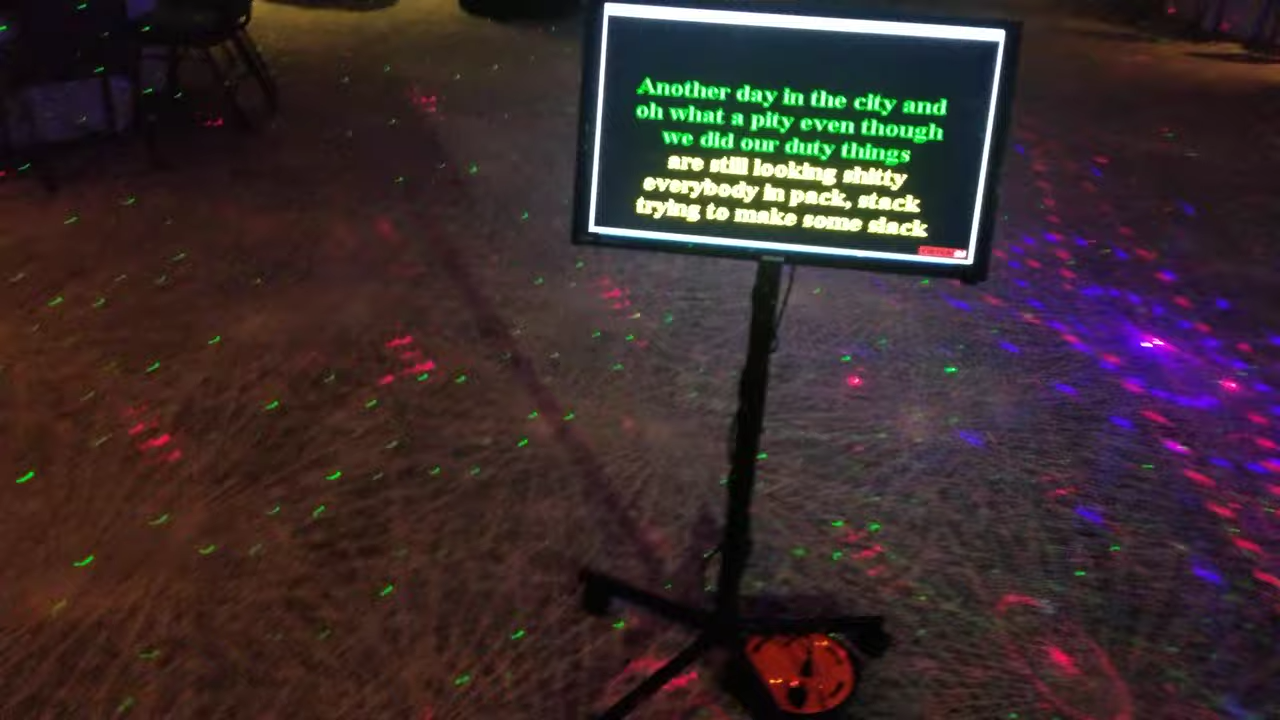 Another day in the city and
oh what a pity even though
we did our duty things
are still looking shitty
everybody in pack, stack
trying to make some slack